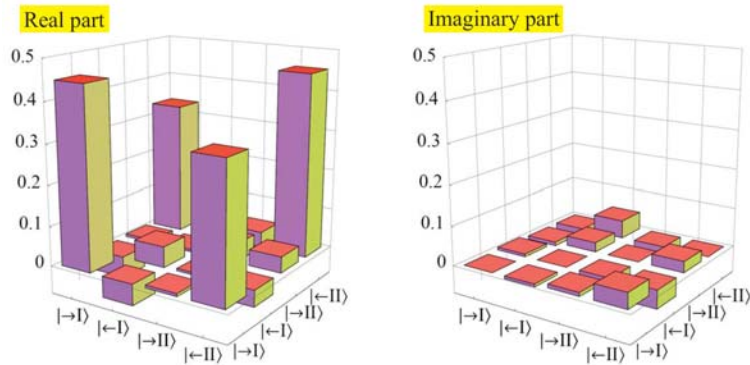 Real part
Imaginary part
0.5
0.4
0.3
0.2
0.1
0
|→I⟩
|←I⟩
|→II⟩
|←II⟩
|→I⟩
|←I⟩
|→II⟩
|←II⟩
0.5
0.4
0.3
0.2
0.1
0
|→I⟩
|←I⟩
|→II⟩
|←II⟩
|→I⟩
|←I⟩
|→II⟩
|←II⟩